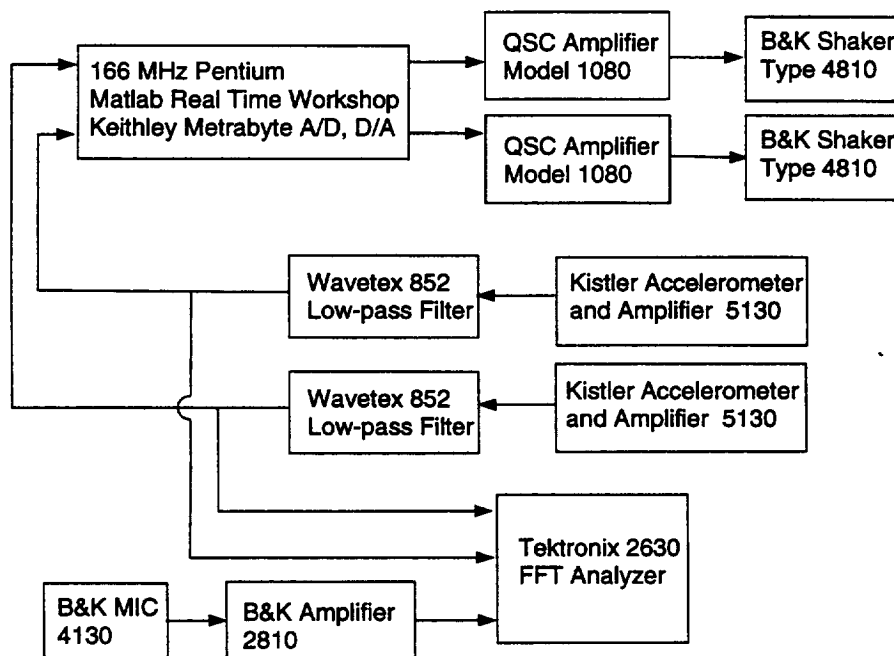 166 MHz Pentium
Matlab Real Time Workshop
Keithley Metrabyte A/D, D/A
QSC Amplifier
Model 1080
B&K Shaker
Type 4810
QSC Amplifier
Model 1080
B&K Shaker
Type 4810
Wavetex 852
Low-pass Filter
Kistler Accelerometer
and Amplifier 5130
Wavetex 852
Low-pass Filter
Kistler Accelerometer
and Amplifier 5130
Tektronix 2630
FFT Analyzer
B&K MIC
4130
B&K Amplifier
2810